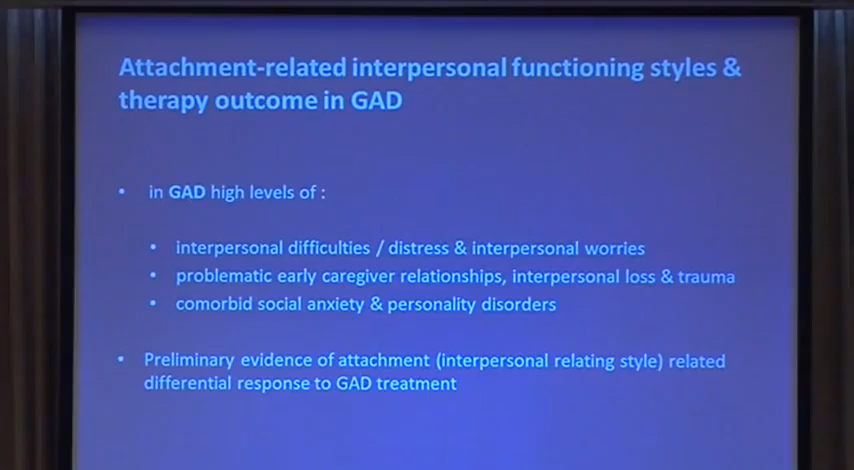 Attachment-related interpersonal functioning styles &
therapy outcome in GAD
• in GAD high levels of :
• interpersonal difficulties / distress & interpersonal worries
• problematic early caregiver relationships, interpersonal loss & trauma
• comorbid social anxiety & personality disorders
• Preliminary evidence of attachment (interpersonal relating style) related
differential response to GAD treatment